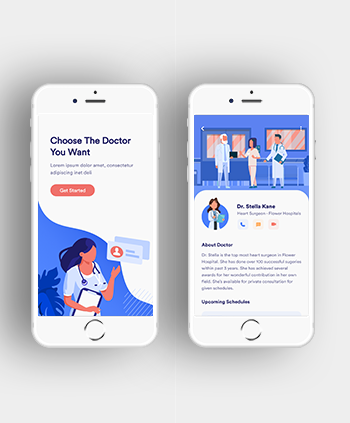 Choose The Doctor
You Want
Lorem ipsum dolor amet, consectetur
adipiscing inet doli
Get Started
Dr. Stella Kane
Heart Surgeon - Flower Hospitals
About Doctor
Dr. Stella is the top most heart surgeon in Flower
Hospital. She has done over 100 successful sugeries
within past 5 years. She has achieved several
awards for her wonderful contribution in her own
field. She's available for private consultation for
given schedules.
Upcoming Schedules